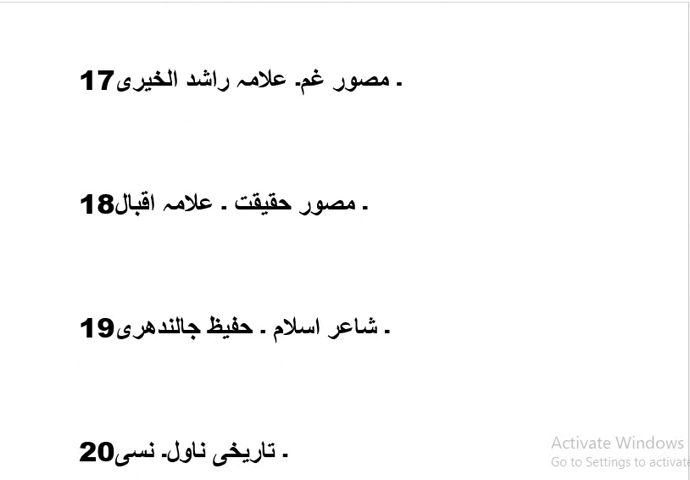 17۔ مصور غم۔ علامہ راشد الخیری
18۔ مصور حقیقت ۔ علامہ اقبال
19۔ شاعر اسلام ۔ حفیظ جالندھری
20۔ تاریخی ناول۔ نسی
Activate Windows
Go to Settings to activate